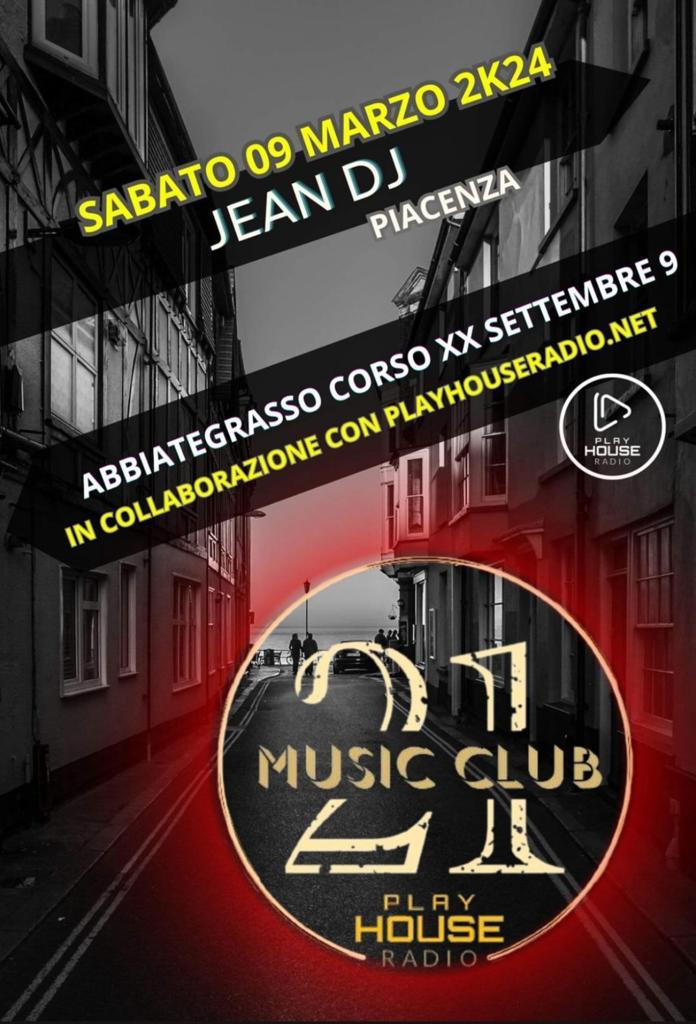 SABATO 09 MARZO 2K24
JEAN DJ
PIACENZA
ABBIATEGRASSO CORSO XX SETTEMBRE 9
IN COLLABORAZIONE CON PLAYHOUSERADIO.NET
PLAY
HOUSE
RADIO
21
MUSIC CLUB
PLAY
HOUSE
RADIO